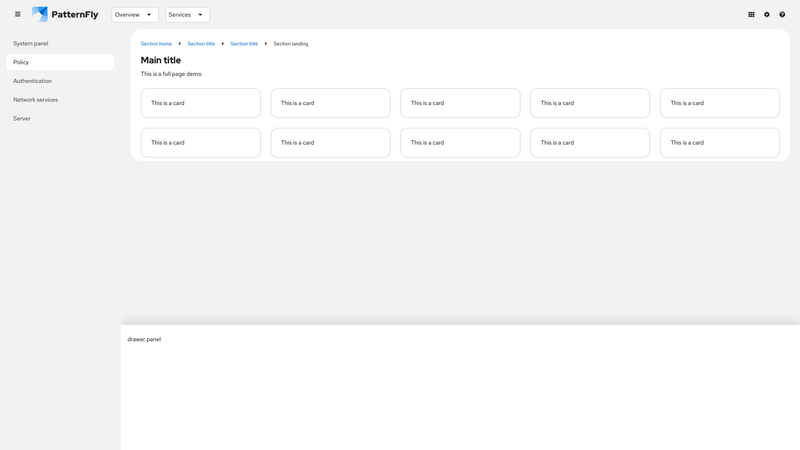 PatternFly Overview Services
System panel
Policy
Authentication
Network services
Server
Section home Section title Section title Section landing
Main title
This is a full page demo.
This is a card This is a card This is a card This is a card This is a card
This is a card This is a card This is a card This is a card This is a card
drawer panel